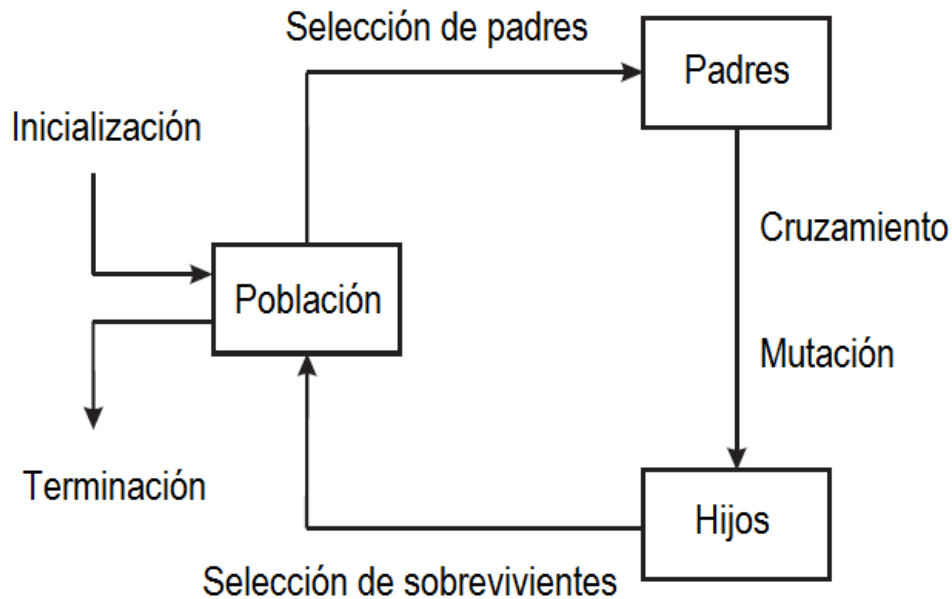 Selección de padres
Padres
Inicialización
Cruzamiento
Población
Mutación
Terminación
Hijos
Selección de sobrevivientes